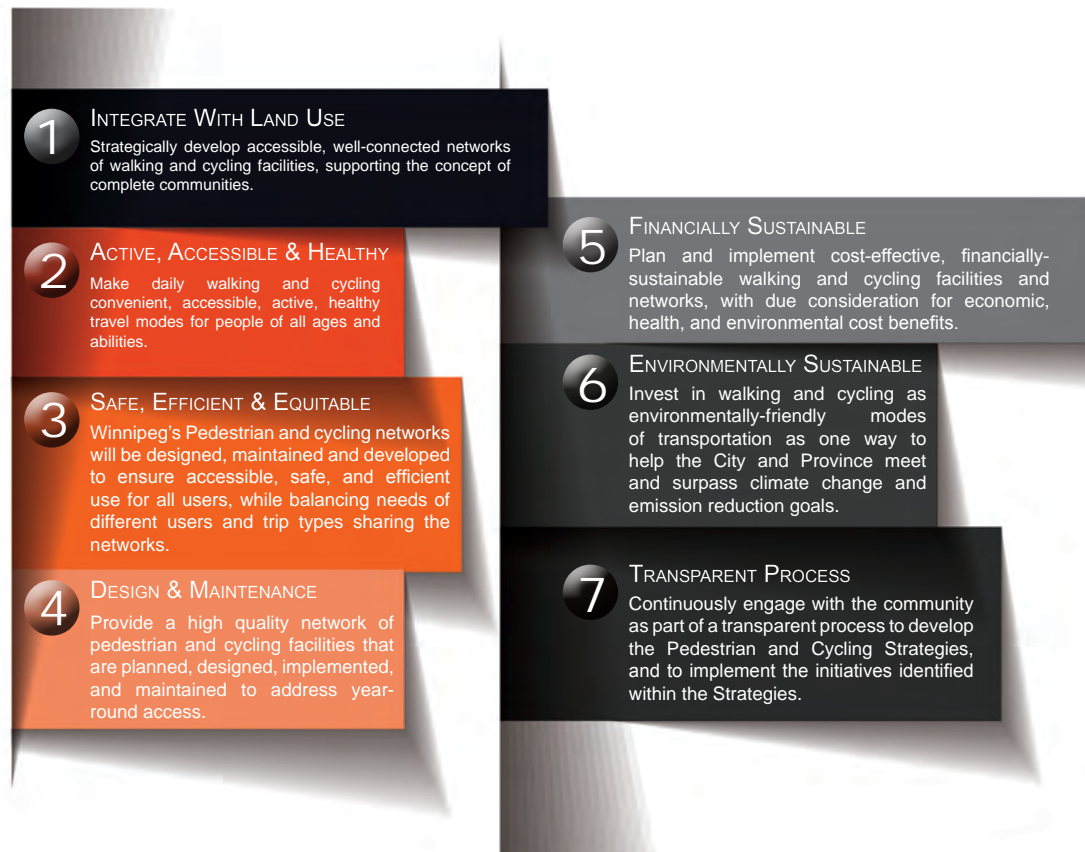 1
INTEGRATE WITH LAND USE
Strategically develop accessible, well-connected networks
of walking and cycling facilities, supporting the concept of
complete communities.
2
ACTIVE, ACCESSIBLE & HEALTHY
Make daily walking and cycling
convenient, accessible, active, healthy
travel modes for people of all ages and
abilities.
3
SAFE, EFFICIENT & EQUITABLE
Winnipeg's Pedestrian and cycling networks
will be designed, maintained and developed
to ensure accessible, safe, and efficient
use for all users, while balancing needs of
different users and trip types sharing the
networks.
4
DESIGN & MAINTENANCE
Provide a high quality network of
pedestrian and cycling facilities that
are planned, designed, implemented,
and maintained to address year-
round access.
5
FINANCIALLY SUSTAINABLE
Plan and implement cost-effective, financially-
sustainable walking and cycling facilities and
networks, with due consideration for economic,
health, and environmental cost benefits.
6
ENVIRONMENTALLY SUSTAINABLE
Invest in walking and cycling as
environmentally-friendly modes
of transportation as one way to
help the City and Province meet
and surpass climate change and
emission reduction goals.
7
TRANSPARENT PROCESS
Continuously engage with the community
as part of a transparent process to develop
the Pedestrian and Cycling Strategies,
and to implement the initiatives identified
within the Strategies.